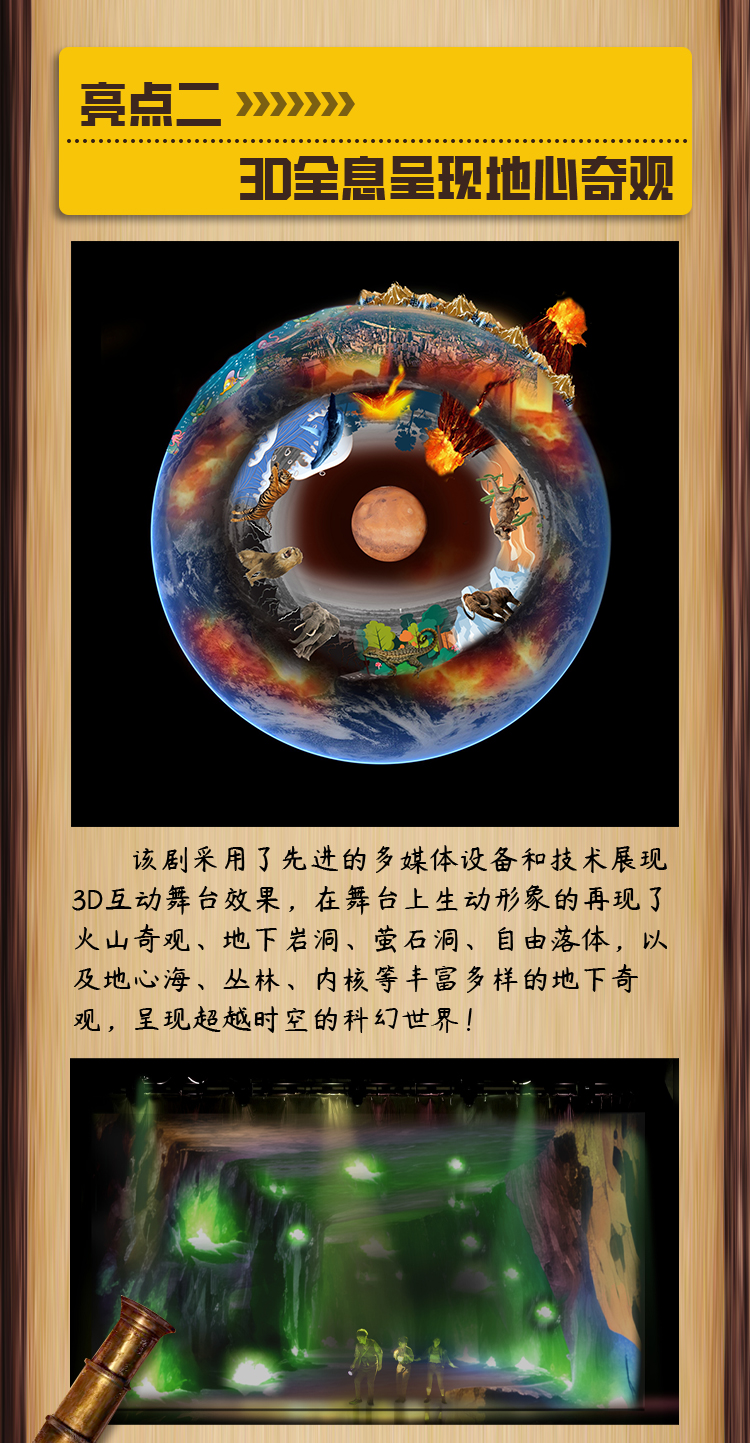 亮点二
3D全息呈现地心奇观
该剧采用了先进的多媒体设备和技术展现
3D互动舞台效果，在舞台上生动形象的再现了
火山奇观、地下岩洞、萤石洞、自由落体，以
及地心海、丛林、内核等丰富多样的地下奇
观，呈现超越时空的科幻世界！